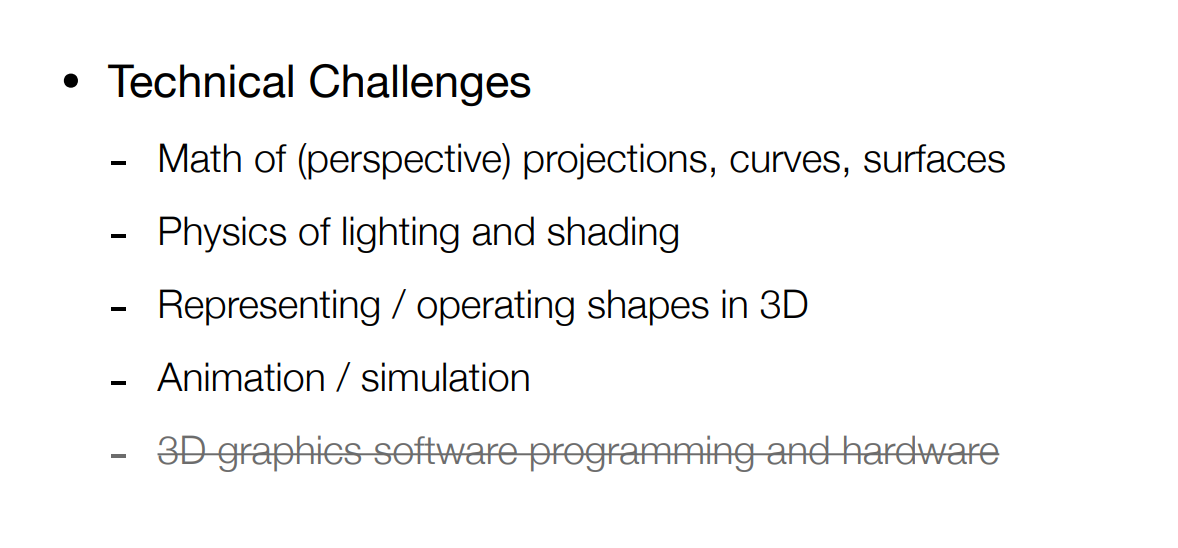 • Technical Challenges
- Math of (perspective) projections, curves, surfaces
- Physics of lighting and shading
- Representing / operating shapes in 3D
- Animation / simulation
- 3D graphics software programming and hardware